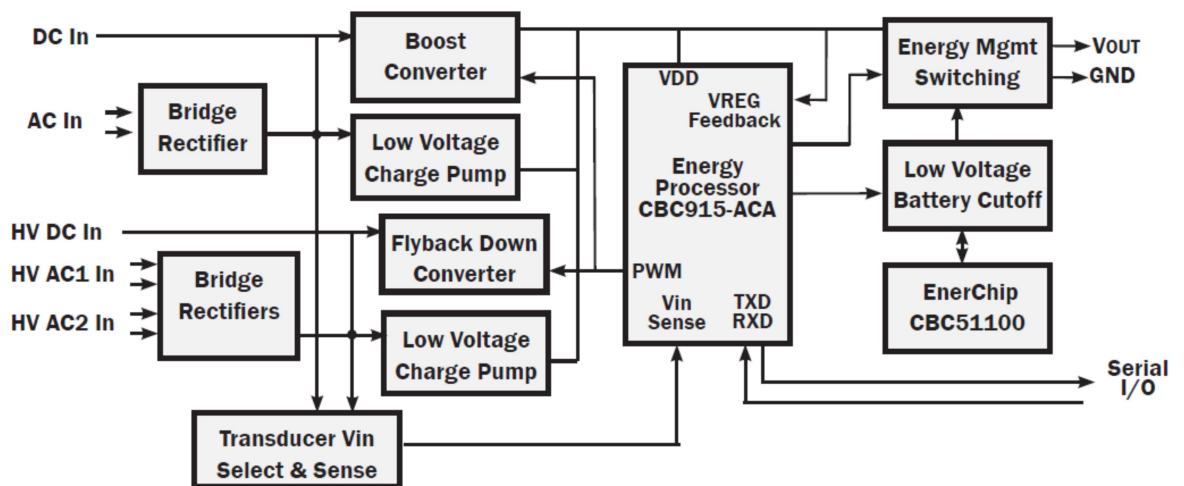 DC In
Boost
Converter
Energy Mgmt
Switching
VOUT
GND
VDD
VREG
Feedback
AC In
Bridge
Rectifier
Low Voltage
Charge Pump
Energy
Processor
CBC915-ACA
Low Voltage
Battery Cutoff
HV DC In
HV AC1 In
HV AC2 In
Bridge
Rectifiers
Flyback Down
Converter
PWM
Vin
Sense
TXD
RXD
EnerChip
CBC51100
Low Voltage
Charge Pump
Serial
I/O
Transducer Vin
Select & Sense